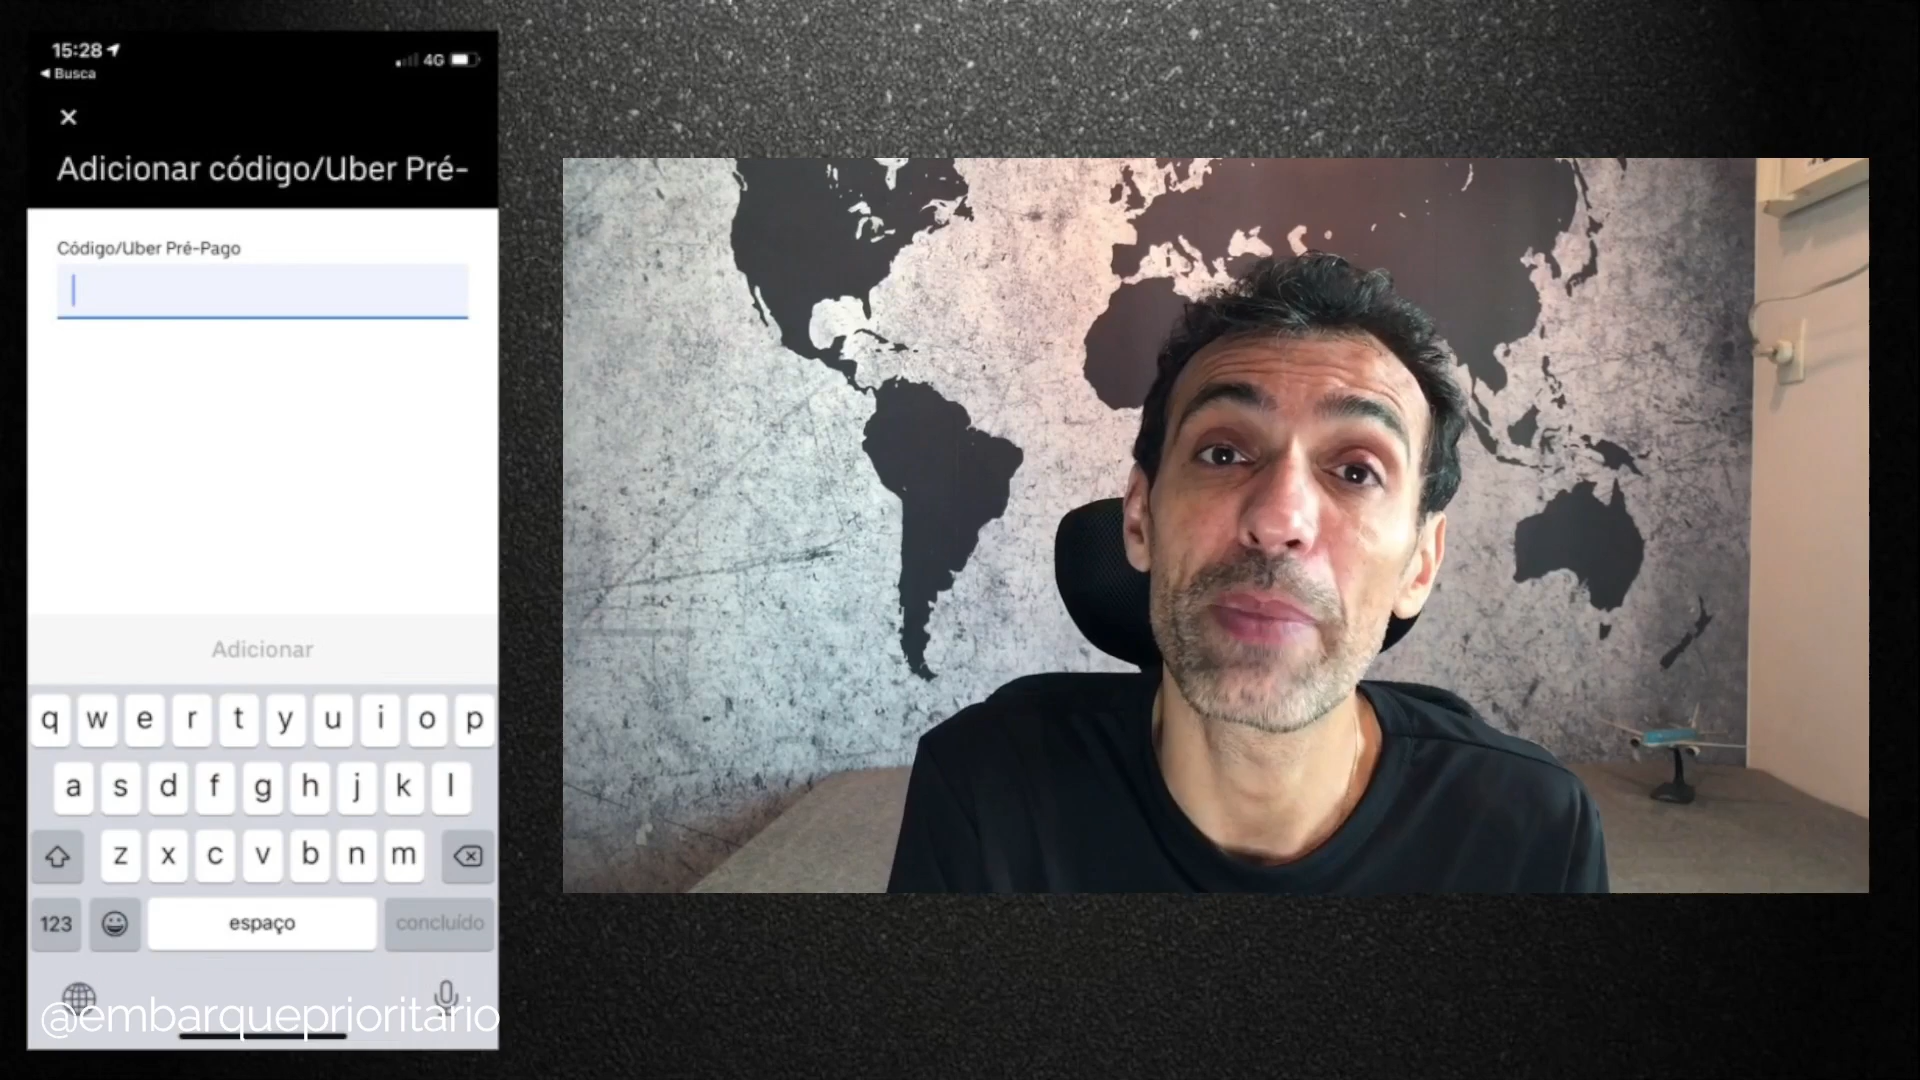 15:28
4G
Busca
Adicionar código/Uber Pré-
Código/Uber Pré-Pago
Adicionar
q w e r t y u i o p
a s d f g h j k l
z x c v b n m
123
espaço
concluído
@embarqueprioritario